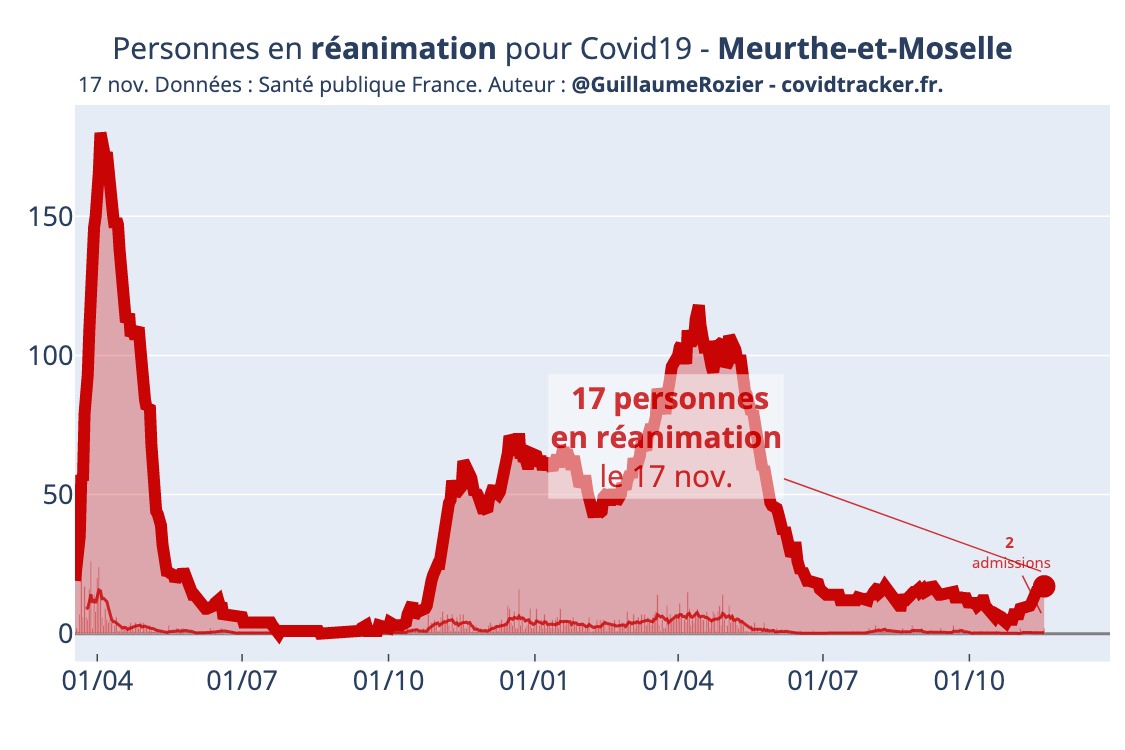 Personnes en réanimation pour Covid19 - Meurthe-et-Moselle
17 nov. Données : Santé publique France. Auteur : @GuillaumeRozier - covidtracker.fr.
150
100
17 personnes
en réanimation
le 17 nov.
50
2
admissions
0
01/04 01/07 01/10 01/01 01/04 01/07 01/10